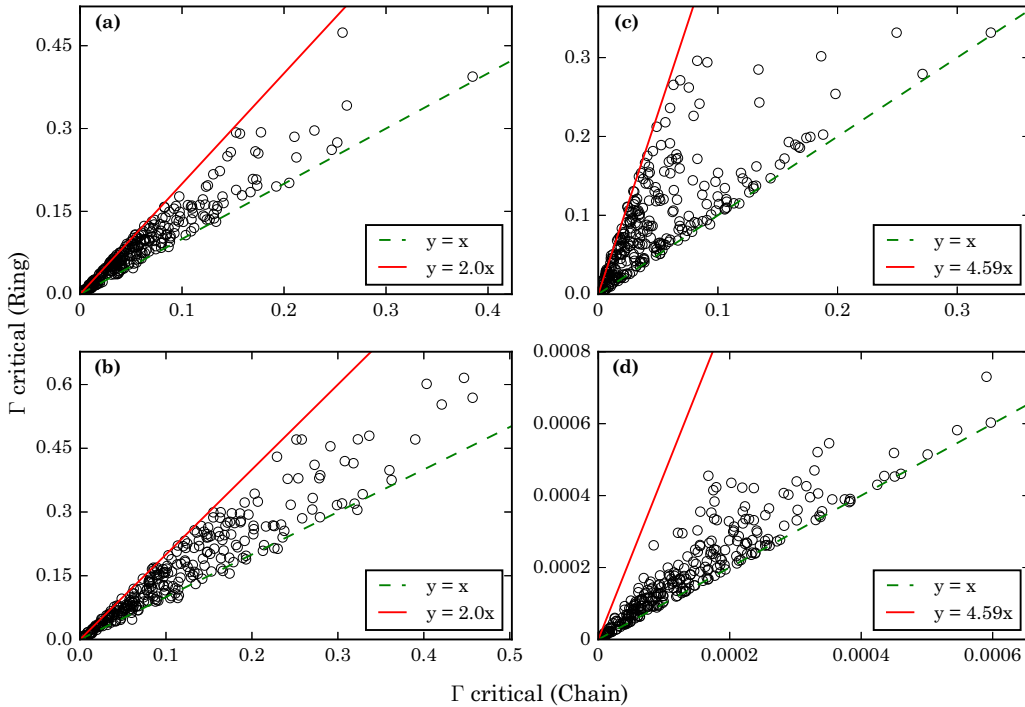 (a)
0.45
0.3
0.15
0.0
0.0
0.1
0.2
0.3
0.4
y = x
y = 2.0x
(c)
0.3
0.2
0.1
0.0
0
0.1
0.2
0.3
y = x
y = 4.59x
(b)
0.6
0.45
0.3
0.15
0.0
0.0
0.1
0.2
0.3
0.4
0.5
y = x
y = 2.0x
(d)
0.0008
0.0006
0.0004
0.0002
0
0
0.0002
0.0004
0.0006
y = x
y = 4.59x
Γ critical (Ring)
Γ critical (Chain)